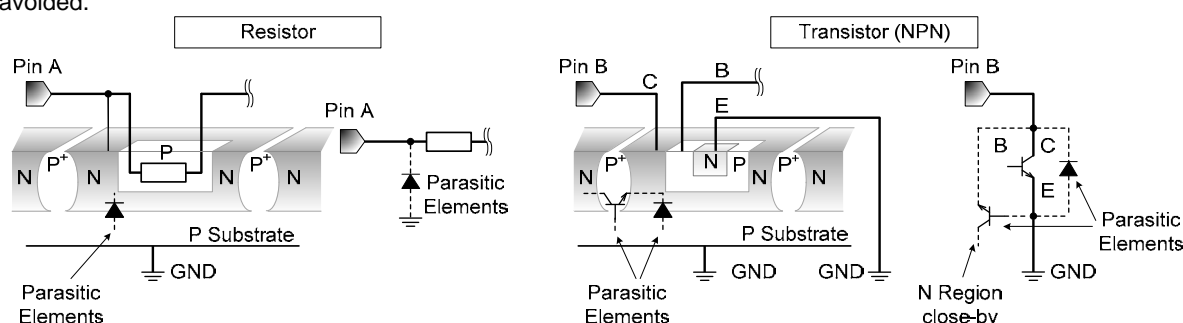 avoided.
Resistor
Transistor (NPN)
Pin A
Pin A
P
N P+ N N P+ N
Parasitic
Elements
P Substrate
GND
Parasitic
Elements
Pin B
C
B
E
N P+ N P N P+ N
P Substrate
GND
GND
Parasitic
Elements
Pin B
B C
E
Parasitic
Elements
GND
N Region
close-by